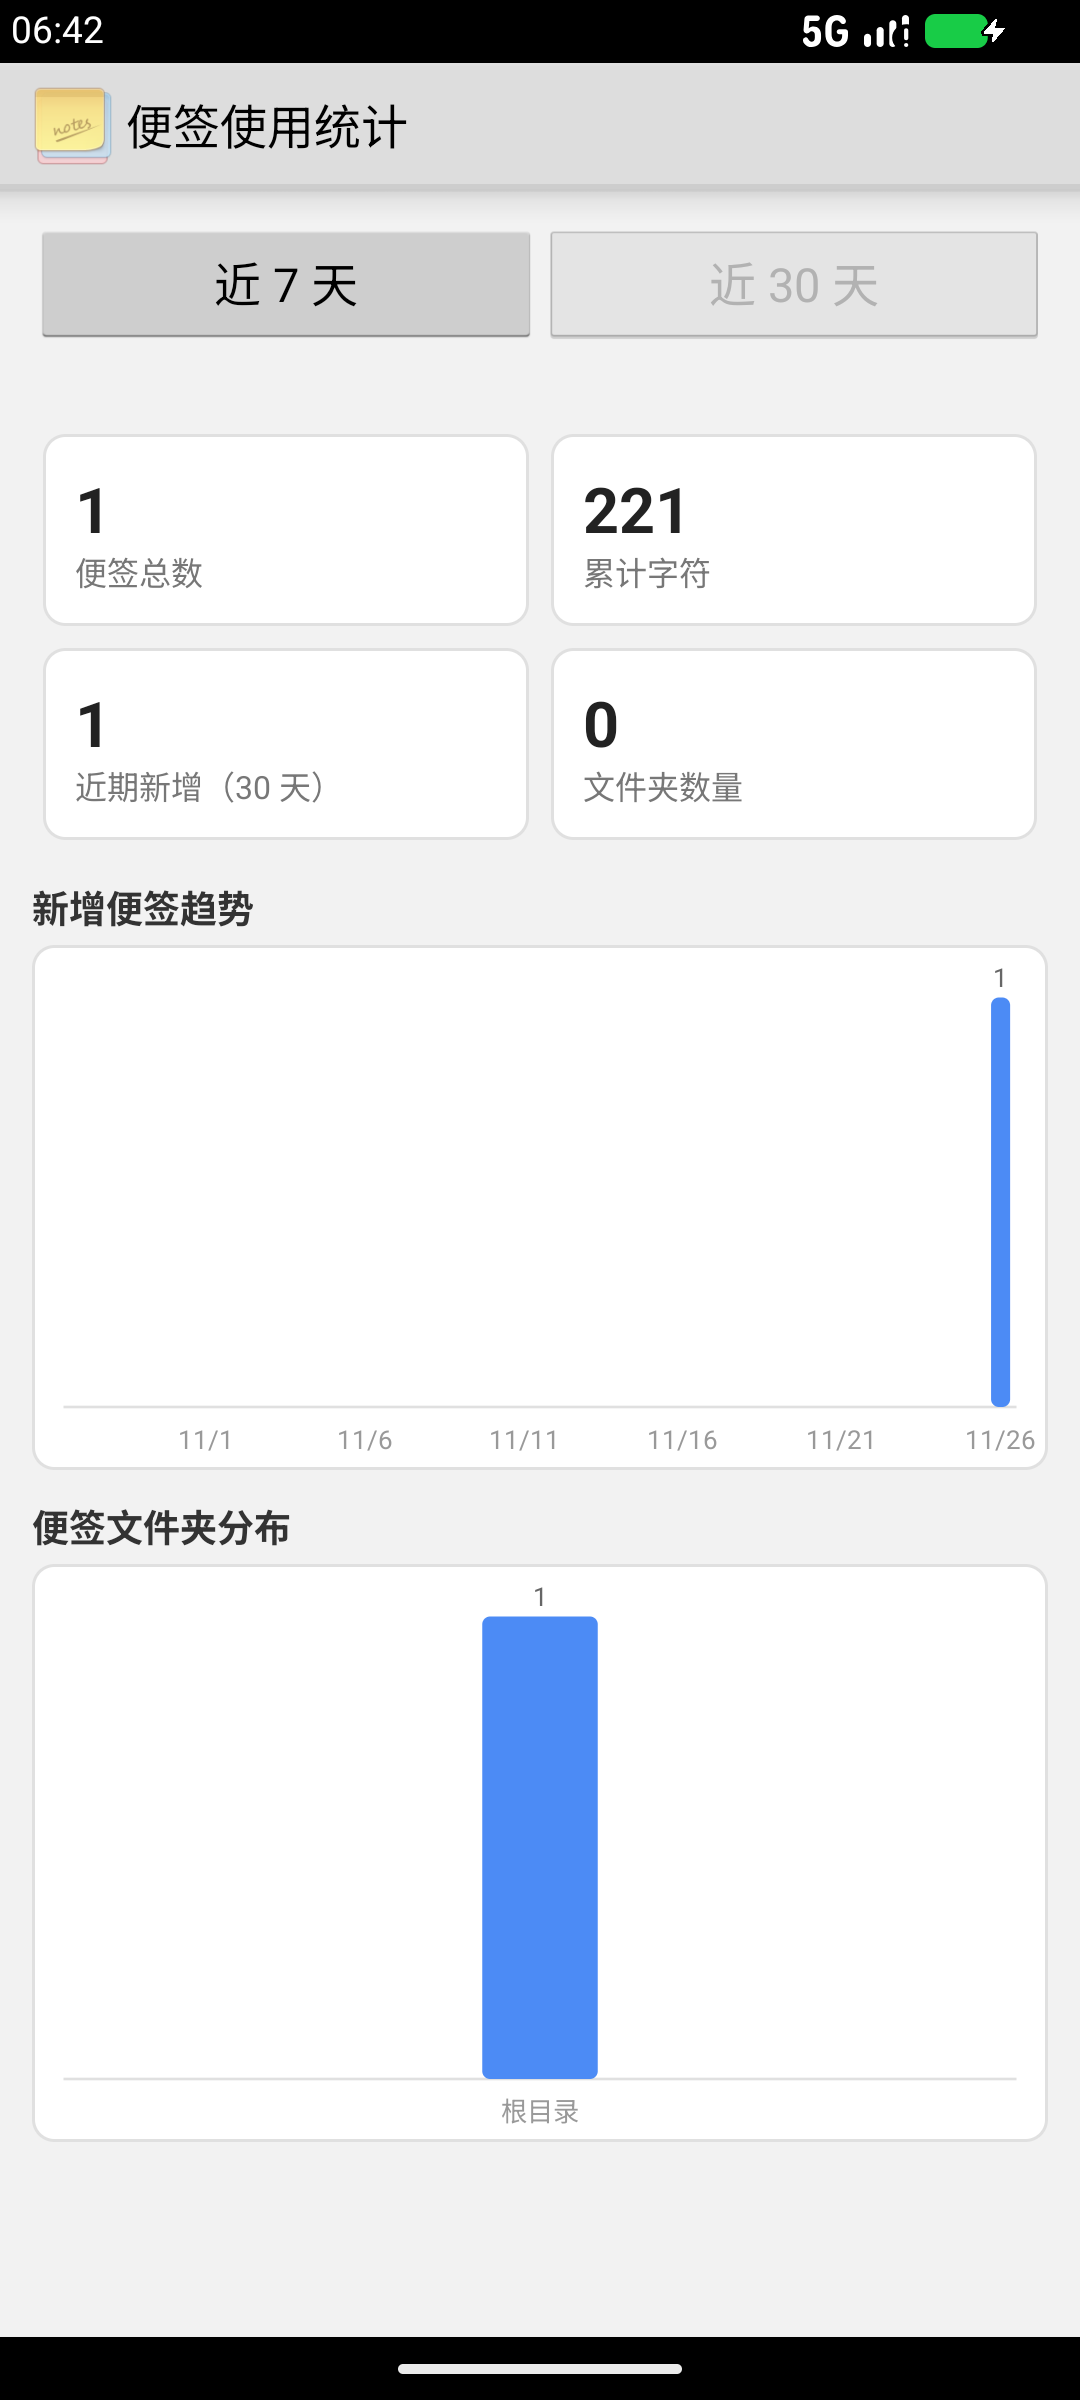 06:42
5G
notes
便签使用统计
近 7 天
近 30 天
1
便签总数
221
累计字符
1
近期新增（30 天）
0
文件夹数量
新增便签趋势
1
11/1 11/6 11/11 11/16 11/21 11/26
便签文件夹分布
1
根目录